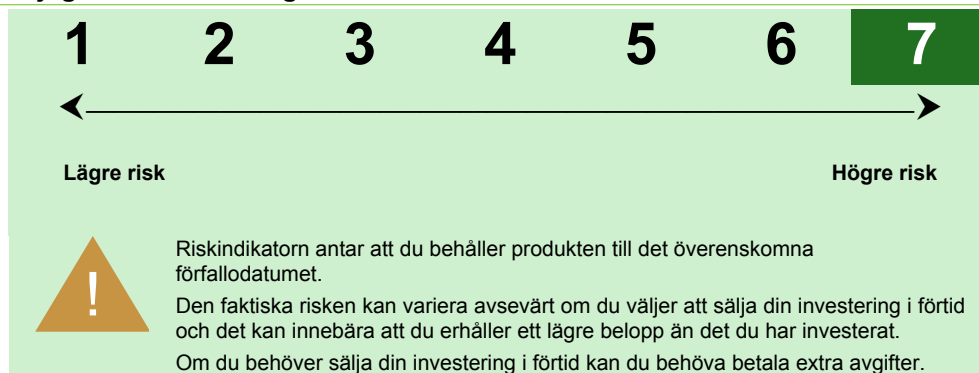 1 2 3 4 5 6 7
Lägre risk Högre risk
!
Riskindikatorn antar att du behåller produkten till det överenskomna
förfallodatumet.
Den faktiska risken kan variera avsevärt om du väljer att sälja din investering i förtid
och det kan innebära att du erhåller ett lägre belopp än det du har investerat.
Om du behöver sälja din investering i förtid kan du behöva betala extra avgifter.